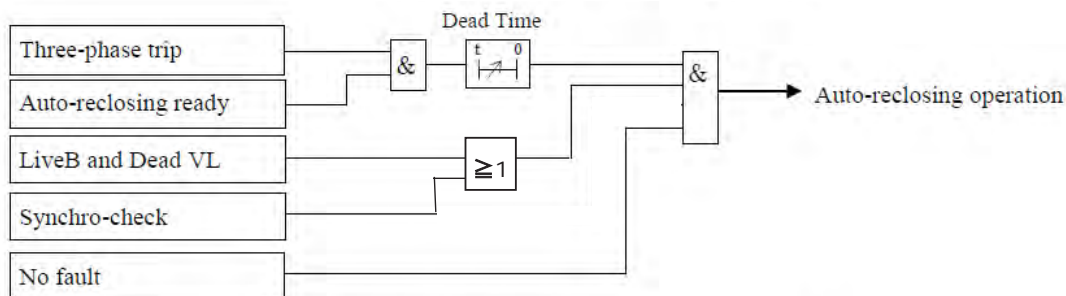 Dead Time
Three-phase trip
&
t 0
&
Auto-reclosing ready
Auto-reclosing operation
LiveB and Dead VL
≧1
Synchro-check
No fault